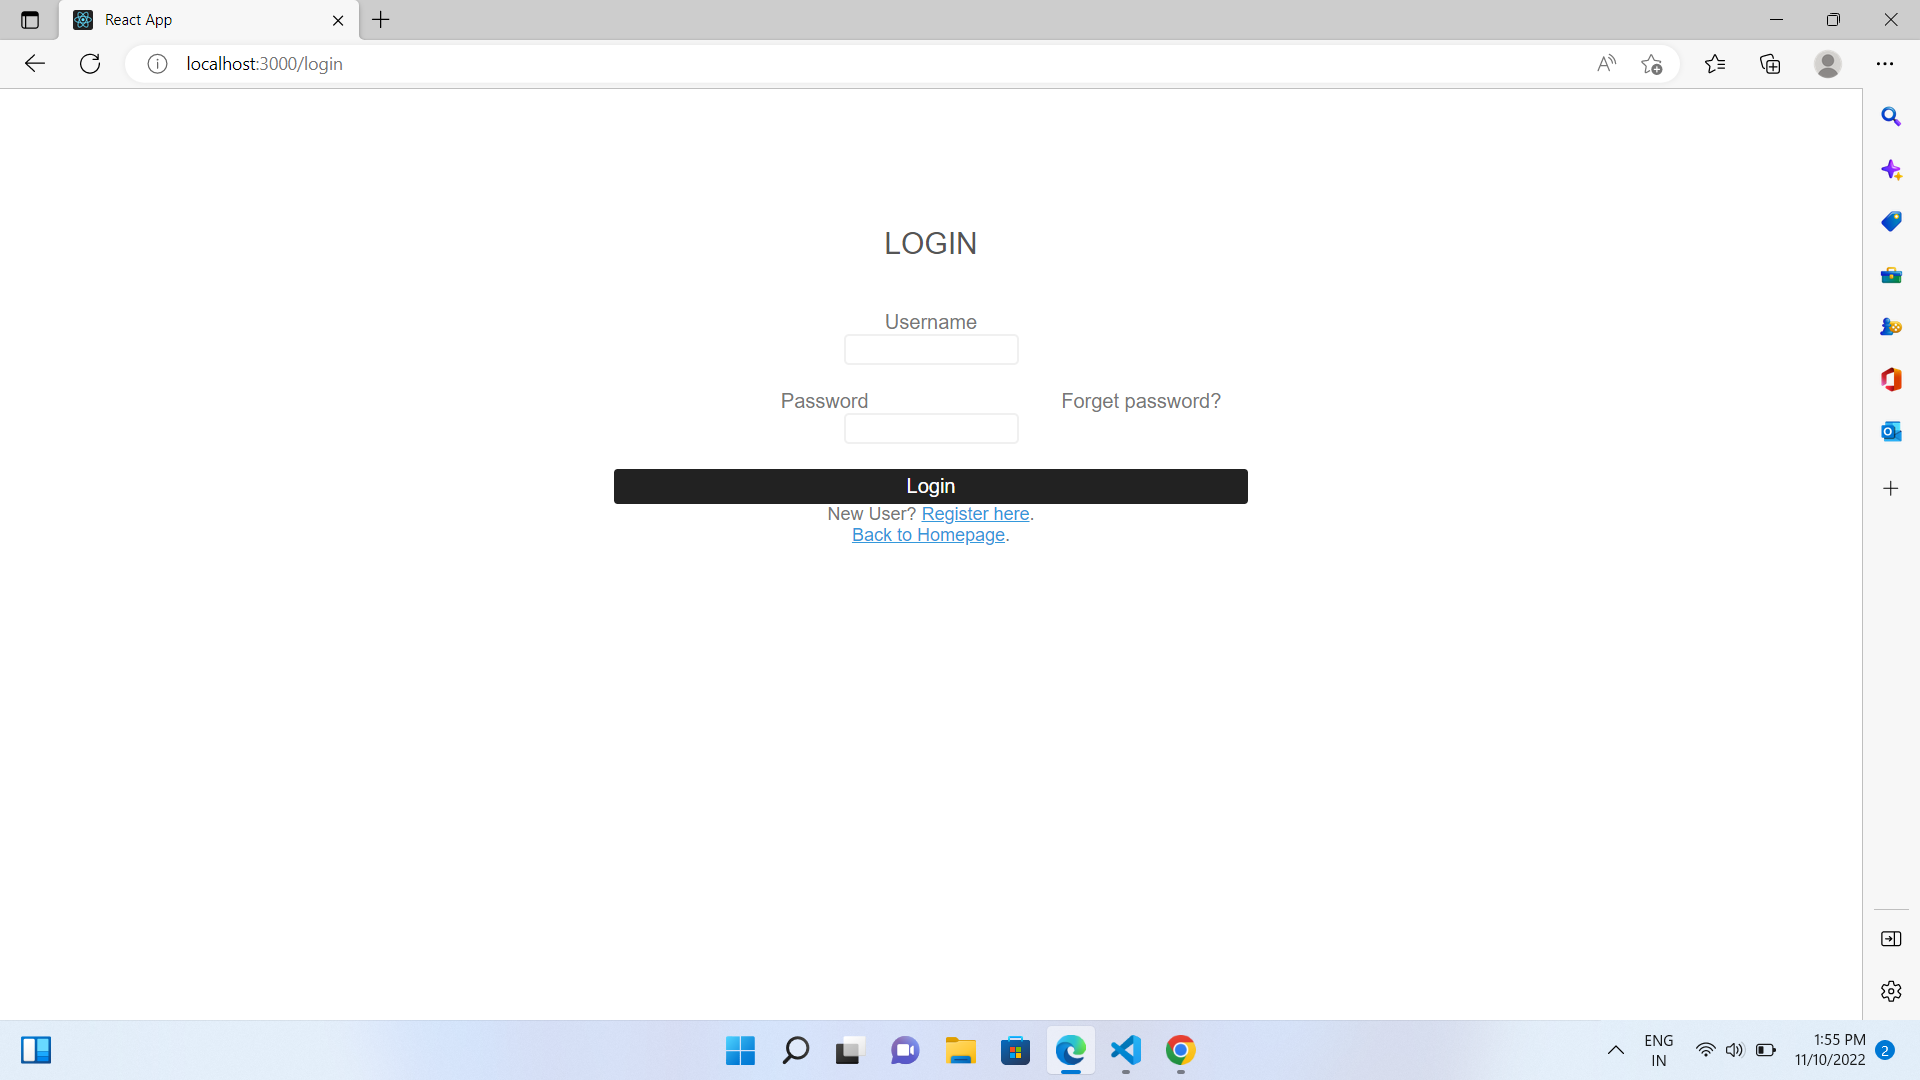 React App
localhost:3000/login
LOGIN
Username
Password Forget password?
Login
New User? Register here.
Back to Homepage.
ENG
IN
1:55 PM
11/10/2022
2